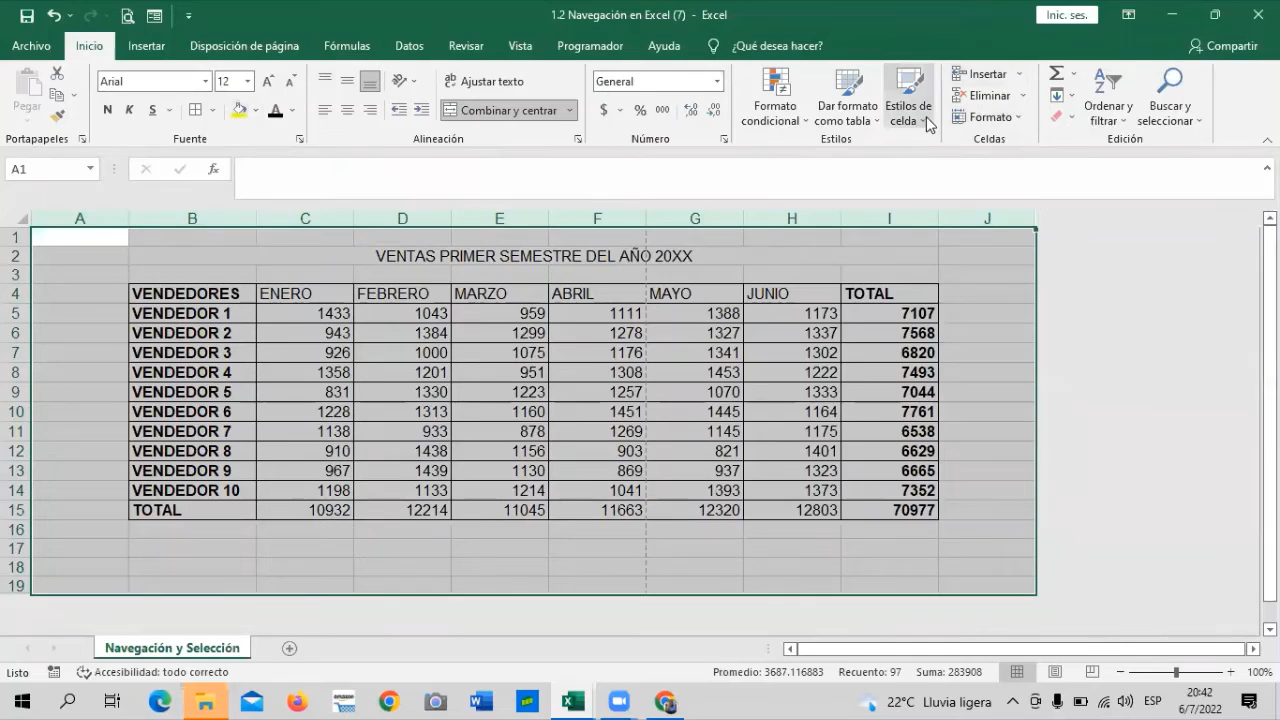 1.2 Navegación en Excel (7) - Excel
Inic. ses.
Archivo Inicio Insertar Disposición de página Fórmulas Datos Revisar Vista Programador Ayuda ¿Qué desea hacer? Compartir
Pegar
Portapapeles
Arial 12
N K S
Fuente
Ajustar texto
Combinar y centrar
Alineación
General
$ % 000
Número
Formato condicional
Dar formato como tabla
Estilos de celda
Estilos
Insertar
Eliminar
Formato
Celdas
Ordenar y filtrar
Buscar y seleccionar
Edición
A1 fx
A B C D E F G H I J
1
2 VENTAS PRIMER SEMESTRE DEL AÑO 20XX
3
4 VENDEDORES ENERO FEBRERO MARZO ABRIL MAYO JUNIO TOTAL
5 VENDEDOR 1 1433 1043 959 1111 1388 1173 7107
6 VENDEDOR 2 943 1384 1299 1278 1327 1337 7568
7 VENDEDOR 3 926 1000 1075 1176 1341 1302 6820
8 VENDEDOR 4 1358 1201 951 1308 1453 1222 7493
9 VENDEDOR 5 831 1330 1223 1257 1070 1333 7044
10 VENDEDOR 6 1228 1313 1160 1451 1445 1164 7761
11 VENDEDOR 7 1138 933 878 1269 1145 1175 6538
12 VENDEDOR 8 910 1438 1156 903 821 1401 6629
13 VENDEDOR 9 967 1439 1130 869 937 1323 6665
14 VENDEDOR 10 1198 1133 1214 1041 1393 1373 7352
15 TOTAL 10932 12214 11045 11663 12320 12803 70977
16
17
18
19
Navegación y Selección
Listo Accesibilidad: todo correcto Promedio: 3687.116883 Recuento: 97 Suma: 283908 100%
22°C Lluvia ligera ESP 20:42
6/7/2022